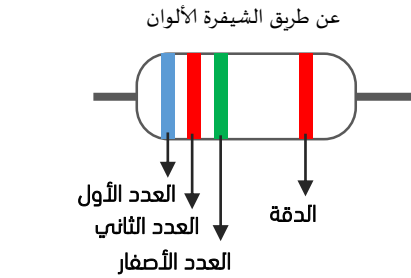 عن طريق الشيفرة الألوان
العدد الأول
العدد الثاني
الدقة
العدد الأصفار